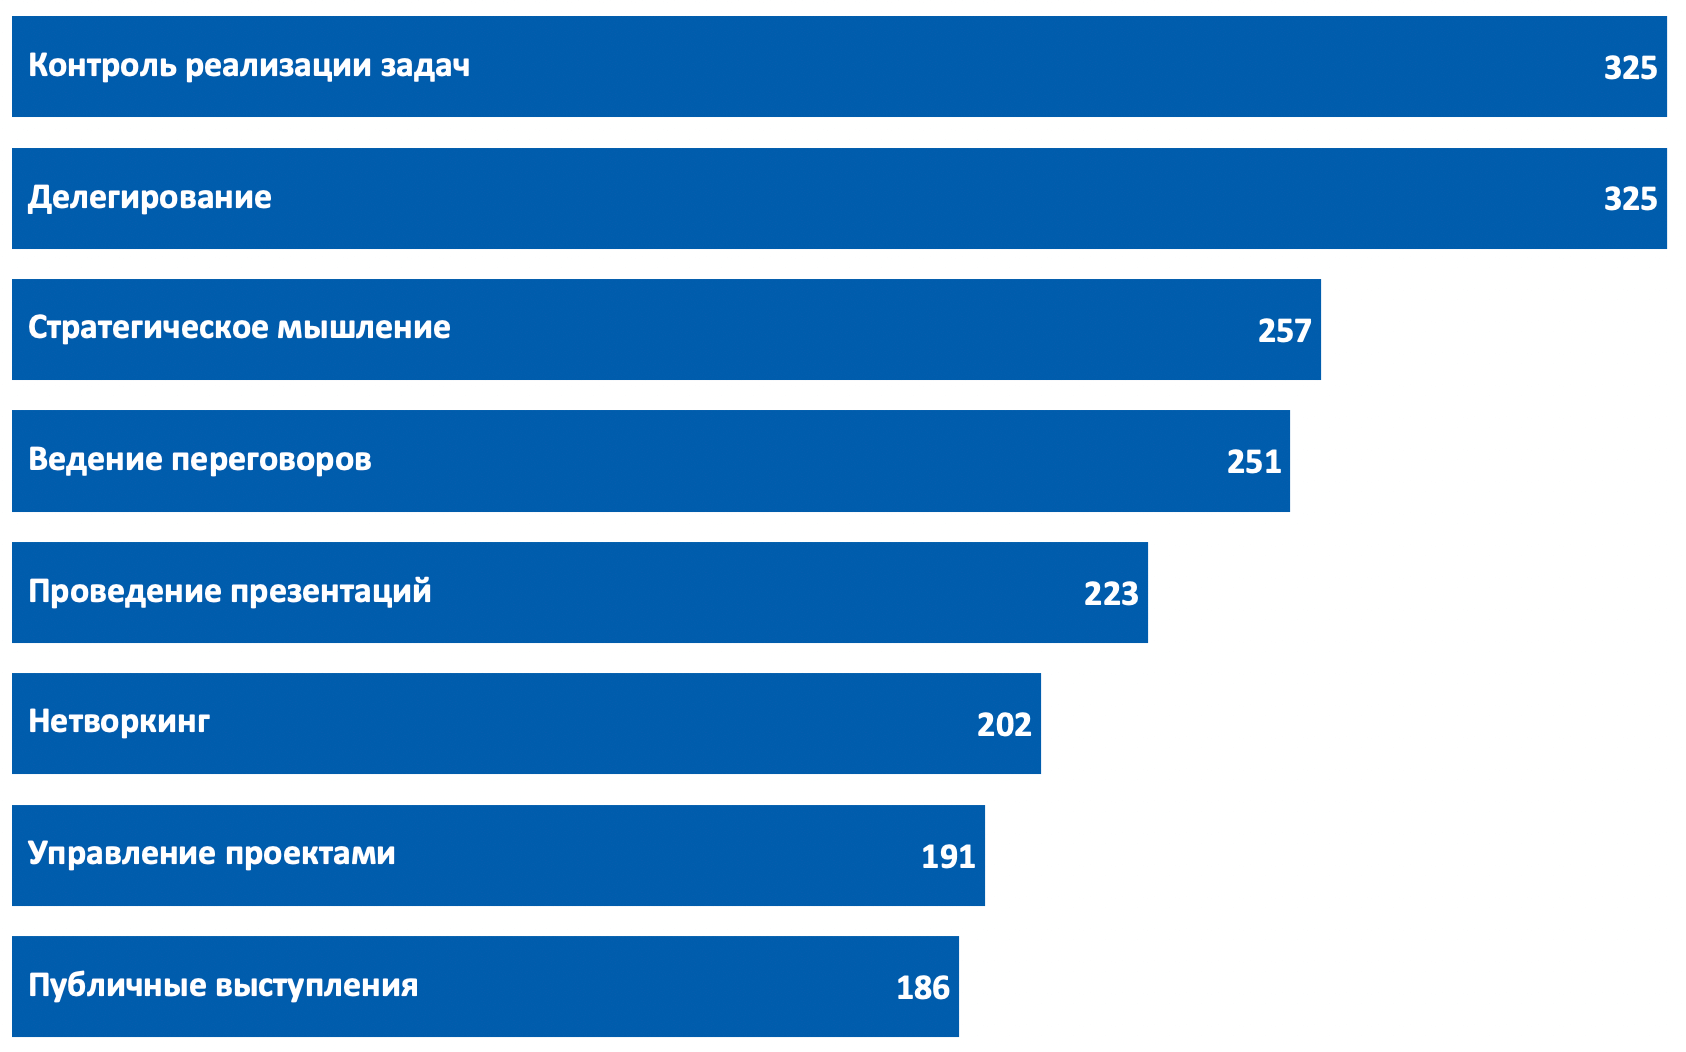 Контроль реализации задач 325
Делегирование 325
Стратегическое мышление 257
Ведение переговоров 251
Проведение презентаций 223
Нетворкинг 202
Управление проектами 191
Публичные выступления 186